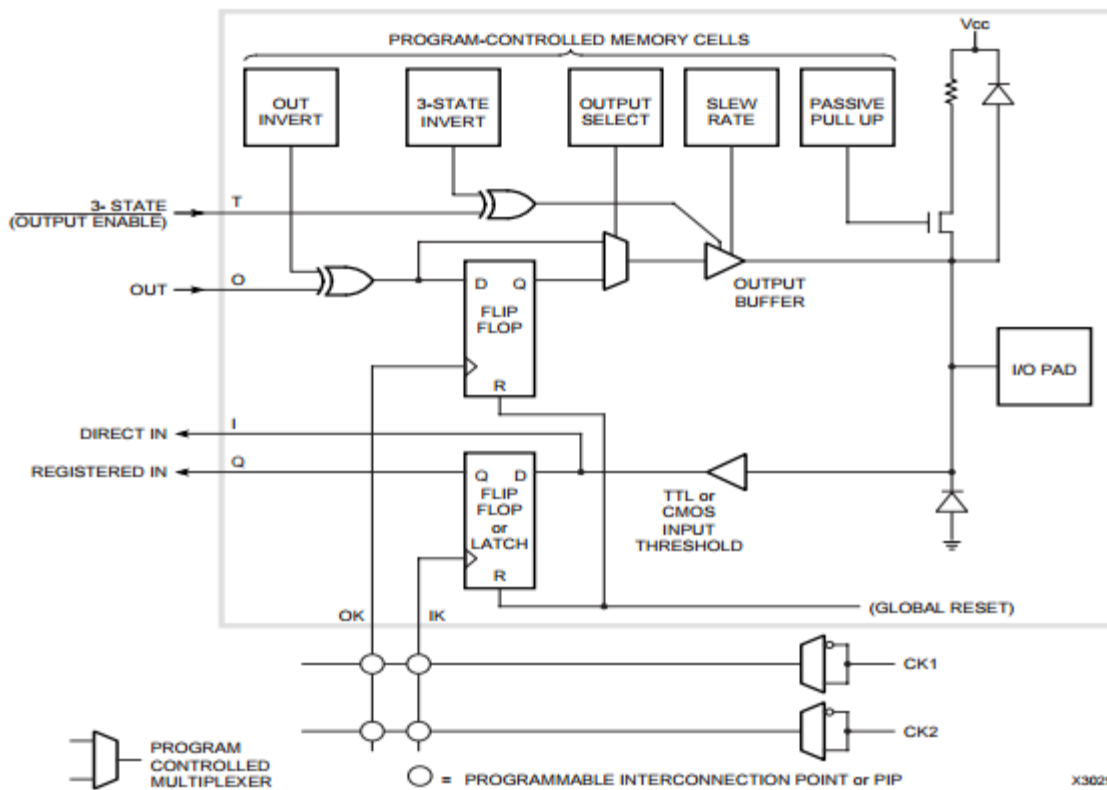 Vcc
PROGRAM-CONTROLLED MEMORY CELLS
OUT
INVERT
3-STATE
INVERT
OUTPUT
SELECT
SLEW
RATE
PASSIVE
PULL UP
3- STATE
(OUTPUT ENABLE)
T
OUT
O
D Q
FLIP
FLOP
R
OUTPUT
BUFFER
I/O PAD
DIRECT IN
I
REGISTERED IN
Q
Q D
FLIP
FLOP
or
LATCH
R
TTL or
CMOS
INPUT
THRESHOLD
OK
IK
(GLOBAL RESET)
CK1
CK2
PROGRAM
CONTROLLED
MULTIPLEXER
= PROGRAMMABLE INTERCONNECTION POINT or PIP